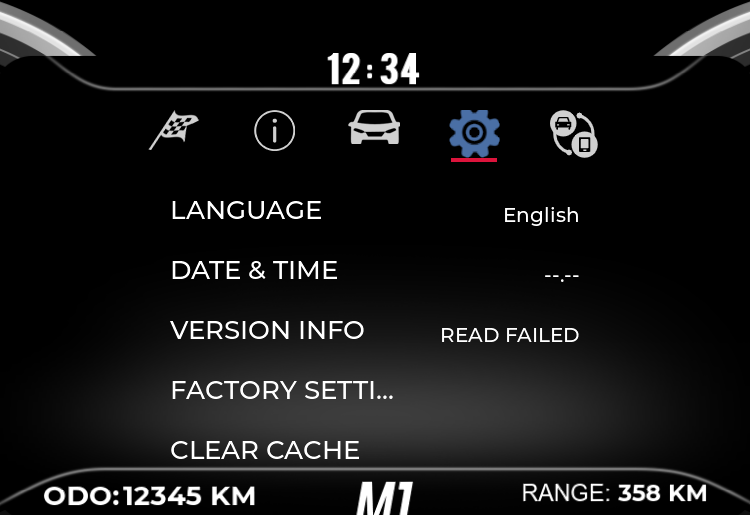 12:34
LANGUAGE English
DATE & TIME --.--
VERSION INFO READ FAILED
FACTORY SETTI...
CLEAR CACHE
ODO:12345 KM M1 RANGE: 358 KM